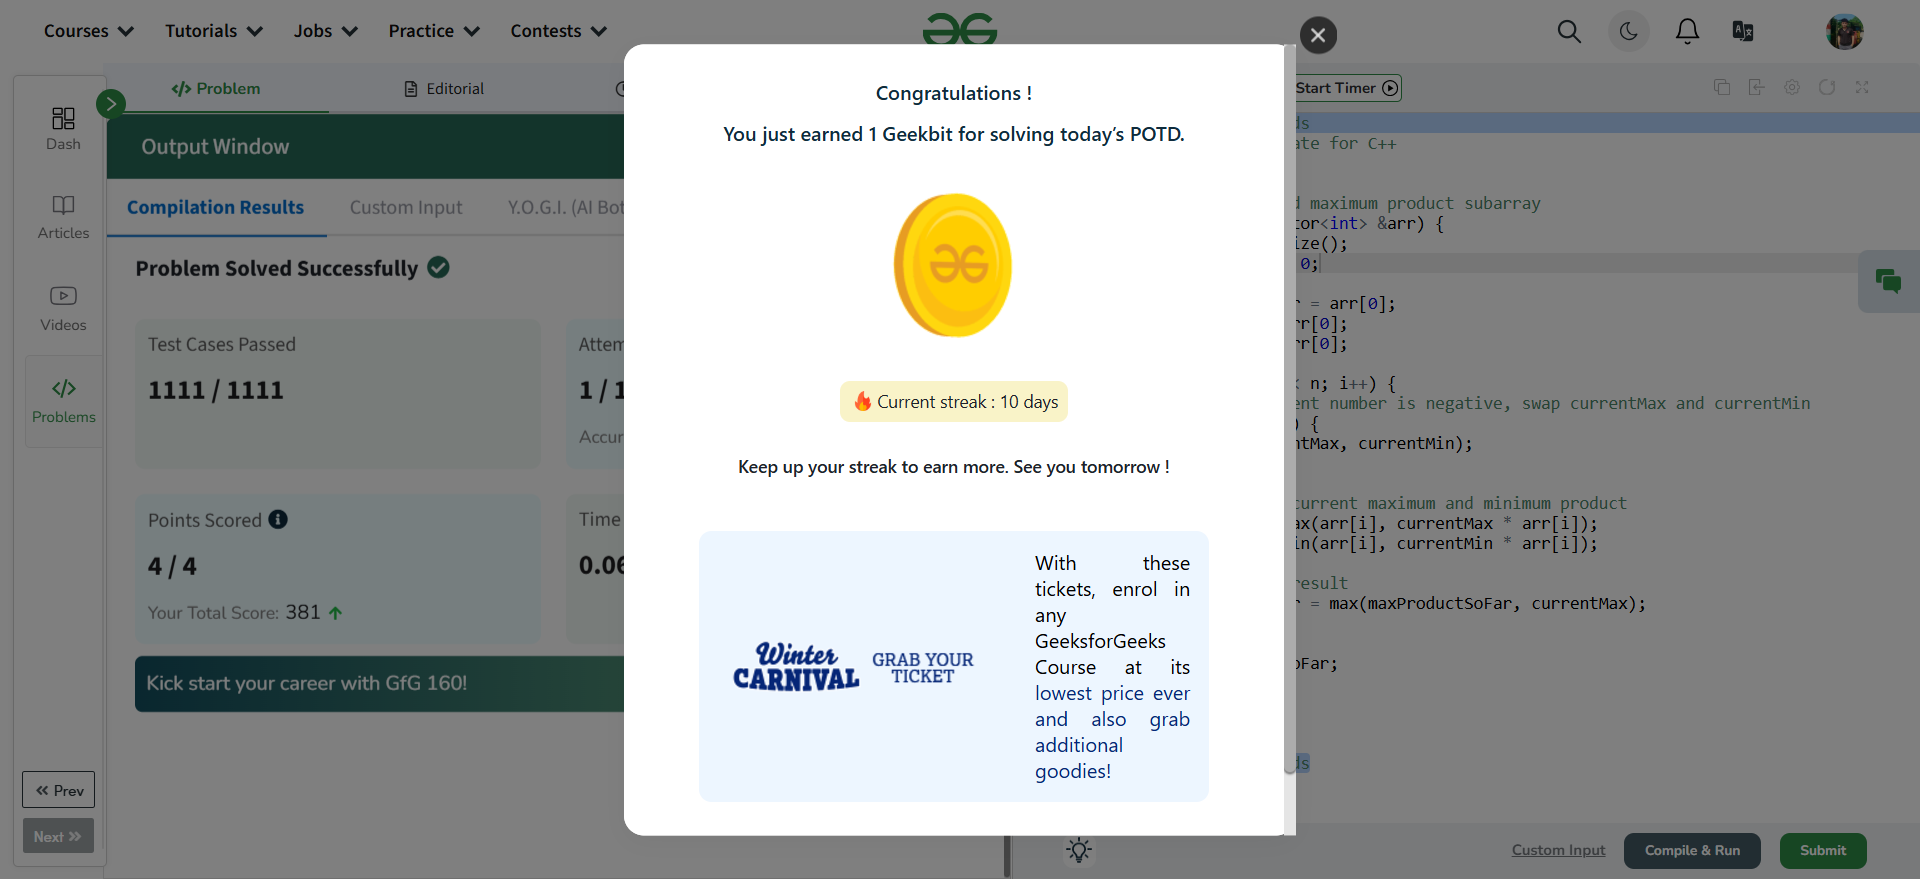 Courses
Tutorials
Jobs
Practice
Contests
Dash
Articles
Videos
Problems
Prev
Next
Problem
Editorial
Output Window
Compilation Results
Custom Input
Y.O.G.I. (AI Bot
Problem Solved Successfully
Test Cases Passed
1111 / 1111
Attem
1 / 1
Accur
Points Scored
4 / 4
Your Total Score: 381
Time
0.06
Kick start your career with GfG 160!
Congratulations !
You just earned 1 Geekbit for solving today's POTD.
Current streak : 10 days
Keep up your streak to earn more. See you tomorrow !
Winter
CARNIVAL
GRAB YOUR
TICKET
With these
tickets, enrol in
any
GeeksforGeeks
Course at its
lowest price ever
and also grab
additional
goodies!
Start Timer
ds
ate for C++
d maximum product subarray
tor<int> &arr) {
ize();
0;
r = arr[0];
rr[0];
rr[0];
< n; i++) {
ent number is negative, swap currentMax and currentMin
) {
ntMax, currentMin);
current maximum and minimum product
ax(arr[i], currentMax * arr[i]);
in(arr[i], currentMin * arr[i]);
result
r = max(maxProductSoFar, currentMax);
oFar;
ds
Custom Input
Compile & Run
Submit